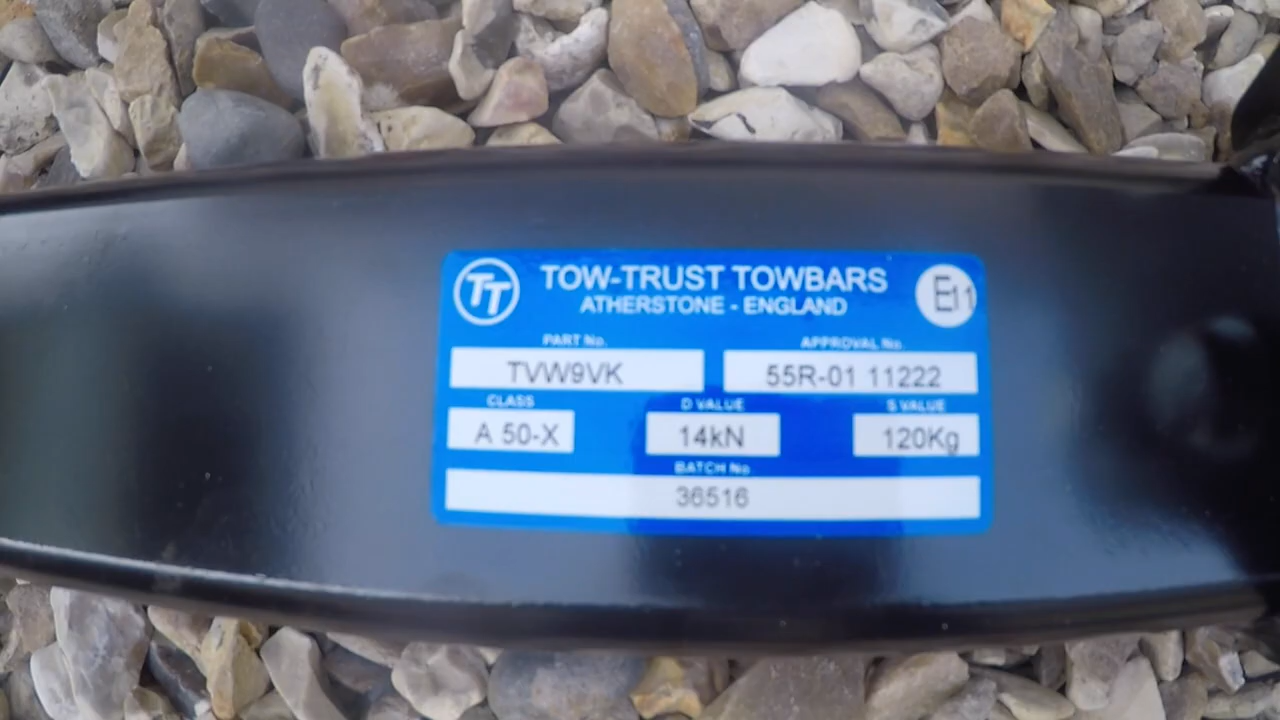 TT TOW-TRUST TOWBARS E11
ATHERSTONE - ENGLAND
PART No. APPROVAL No.
TVW9VK 55R-01 11222
CLASS D VALUE S VALUE
A 50-X 14kN 120Kg
BATCH No.
36516